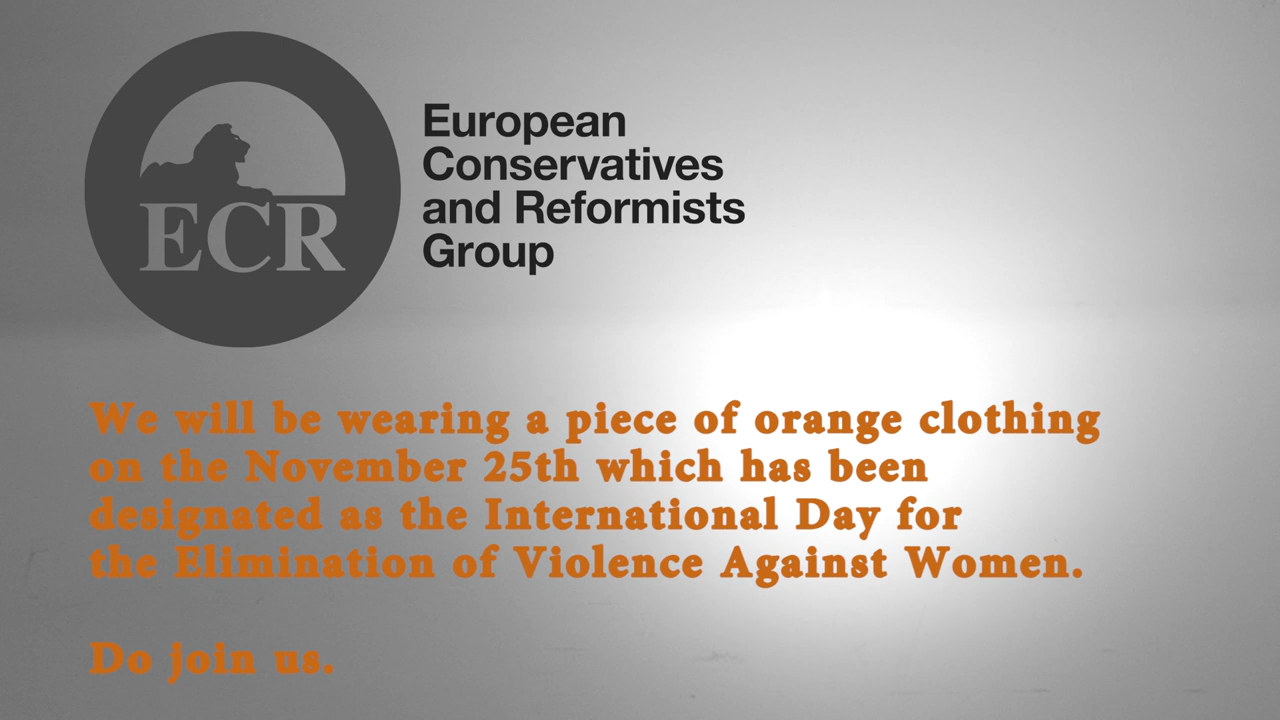 ECR
European
Conservatives
and Reformists
Group
We will be wearing a piece of orange clothing
on the November 25th which has been
designated as the International Day for
the Elimination of Violence Against Women.
Do join us.